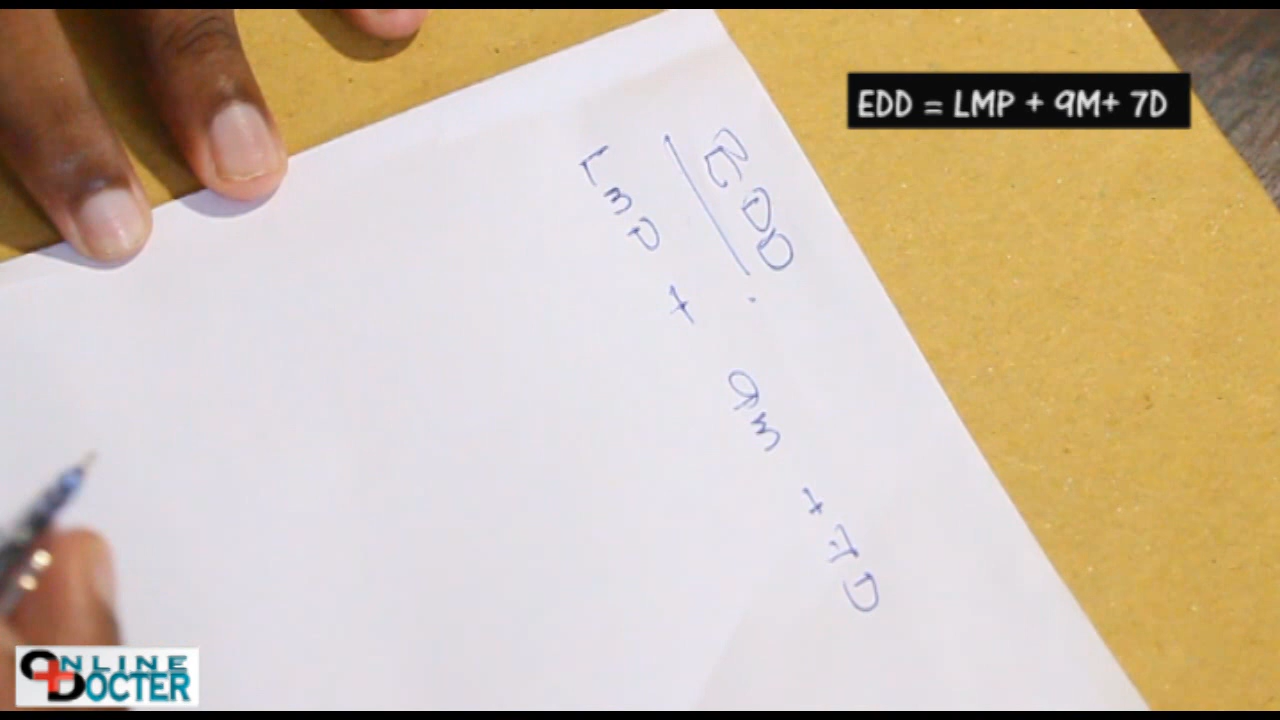 EDD = LMP + 9M+ 7D
EDD
LMP + 9M + 7D
ONLINE
DOCTER